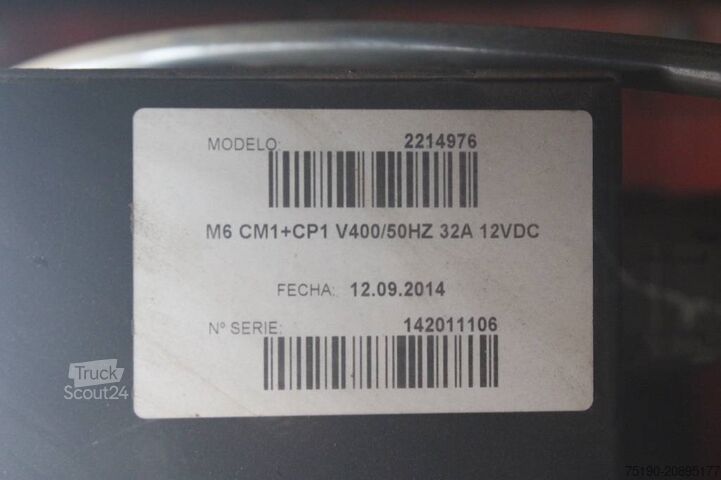 MODELO: 2214976
M6 CM1+CP1 V400/50HZ 32A 12VDC
FECHA: 12.09.2014
Nº SERIE: 142011106
Truck
Scout24
75190-20895177